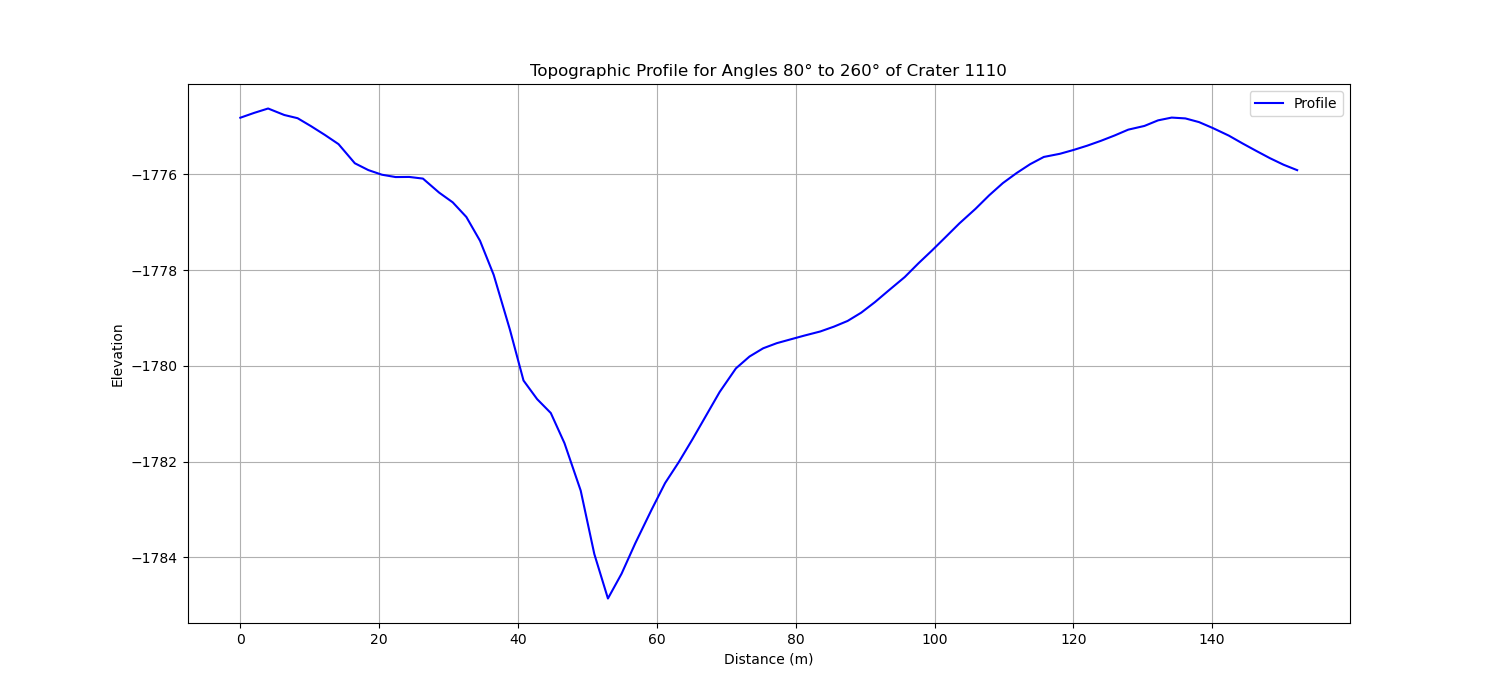 Topographic Profile for Angles 80° to 260° of Crater 1110
Profile
Elevation
−1776
−1778
−1780
−1782
−1784
0 20 40 60 80 100 120 140
Distance (m)